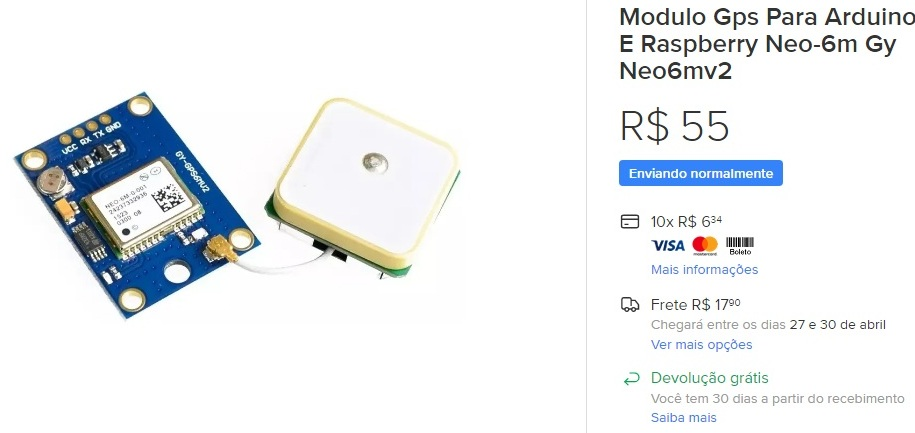 Modulo Gps Para Arduino
E Raspberry Neo-6m Gy
Neo6mv2
R$ 55
Enviando normalmente
10x R$ 6³⁴
VISA mastercard Boleto
Mais informações
Frete R$ 17⁹⁰
Chegará entre os dias 27 e 30 de abril
Ver mais opções
Devolução grátis
Você tem 30 dias a partir do recebimento
Saiba mais
VCC RX TX GND
GY-GPS6MV2
NEO-6M-0-001